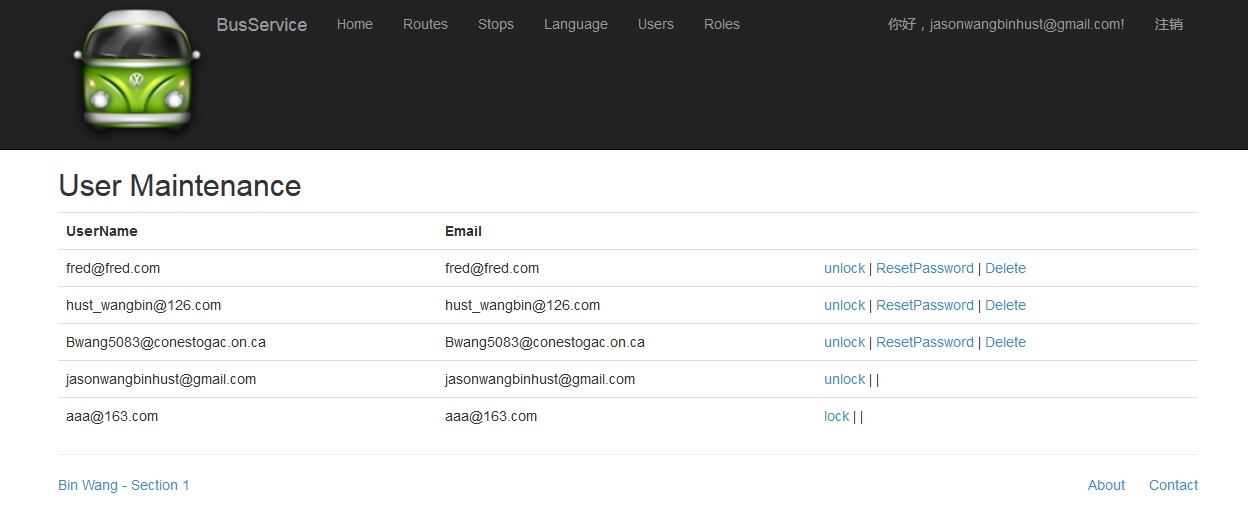 BusService Home Routes Stops Language Users Roles 你好，jasonwangbinhust@gmail.com! 注销
User Maintenance
UserName Email
fred@fred.com fred@fred.com unlock | ResetPassword | Delete
hust_wangbin@126.com hust_wangbin@126.com unlock | ResetPassword | Delete
Bwang5083@conestogac.on.ca Bwang5083@conestogac.on.ca unlock | ResetPassword | Delete
jasonwangbinhust@gmail.com jasonwangbinhust@gmail.com unlock | |
aaa@163.com aaa@163.com lock | |
Bin Wang - Section 1 About Contact